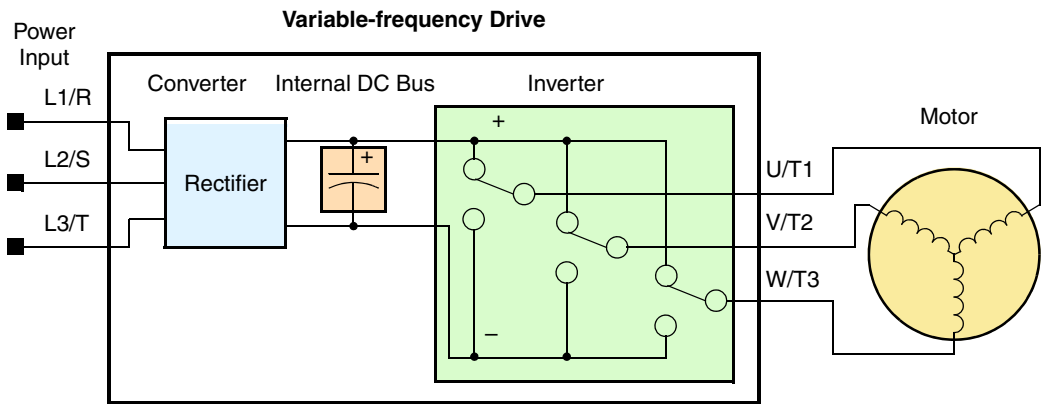 Variable-frequency Drive
Power
Input
Converter
Internal DC Bus
Inverter
Motor
L1/R
L2/S
L3/T
Rectifier
+
+
–
U/T1
V/T2
W/T3